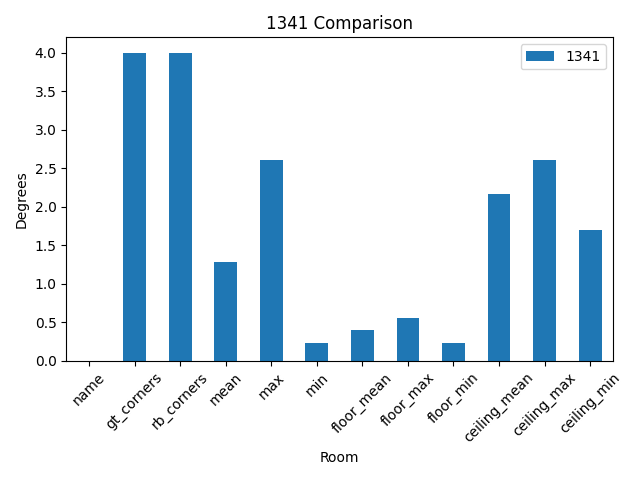 1341 Comparison
1341
Degrees
4.0
3.5
3.0
2.5
2.0
1.5
1.0
0.5
0.0
name
gt_corners
rb_corners
mean
max
min
floor_mean
floor_max
floor_min
ceiling_mean
ceiling_max
ceiling_min
Room